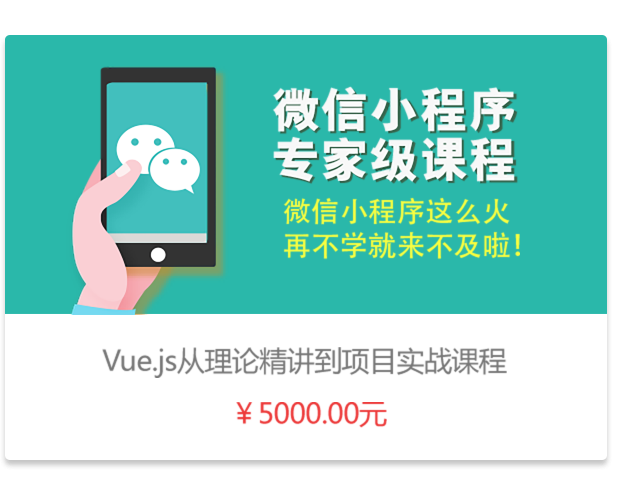 微信小程序
专家级课程
微信小程序这么火
再不学就来不及啦!
Vue.js从理论精讲到项目实战课程
¥5000.00元